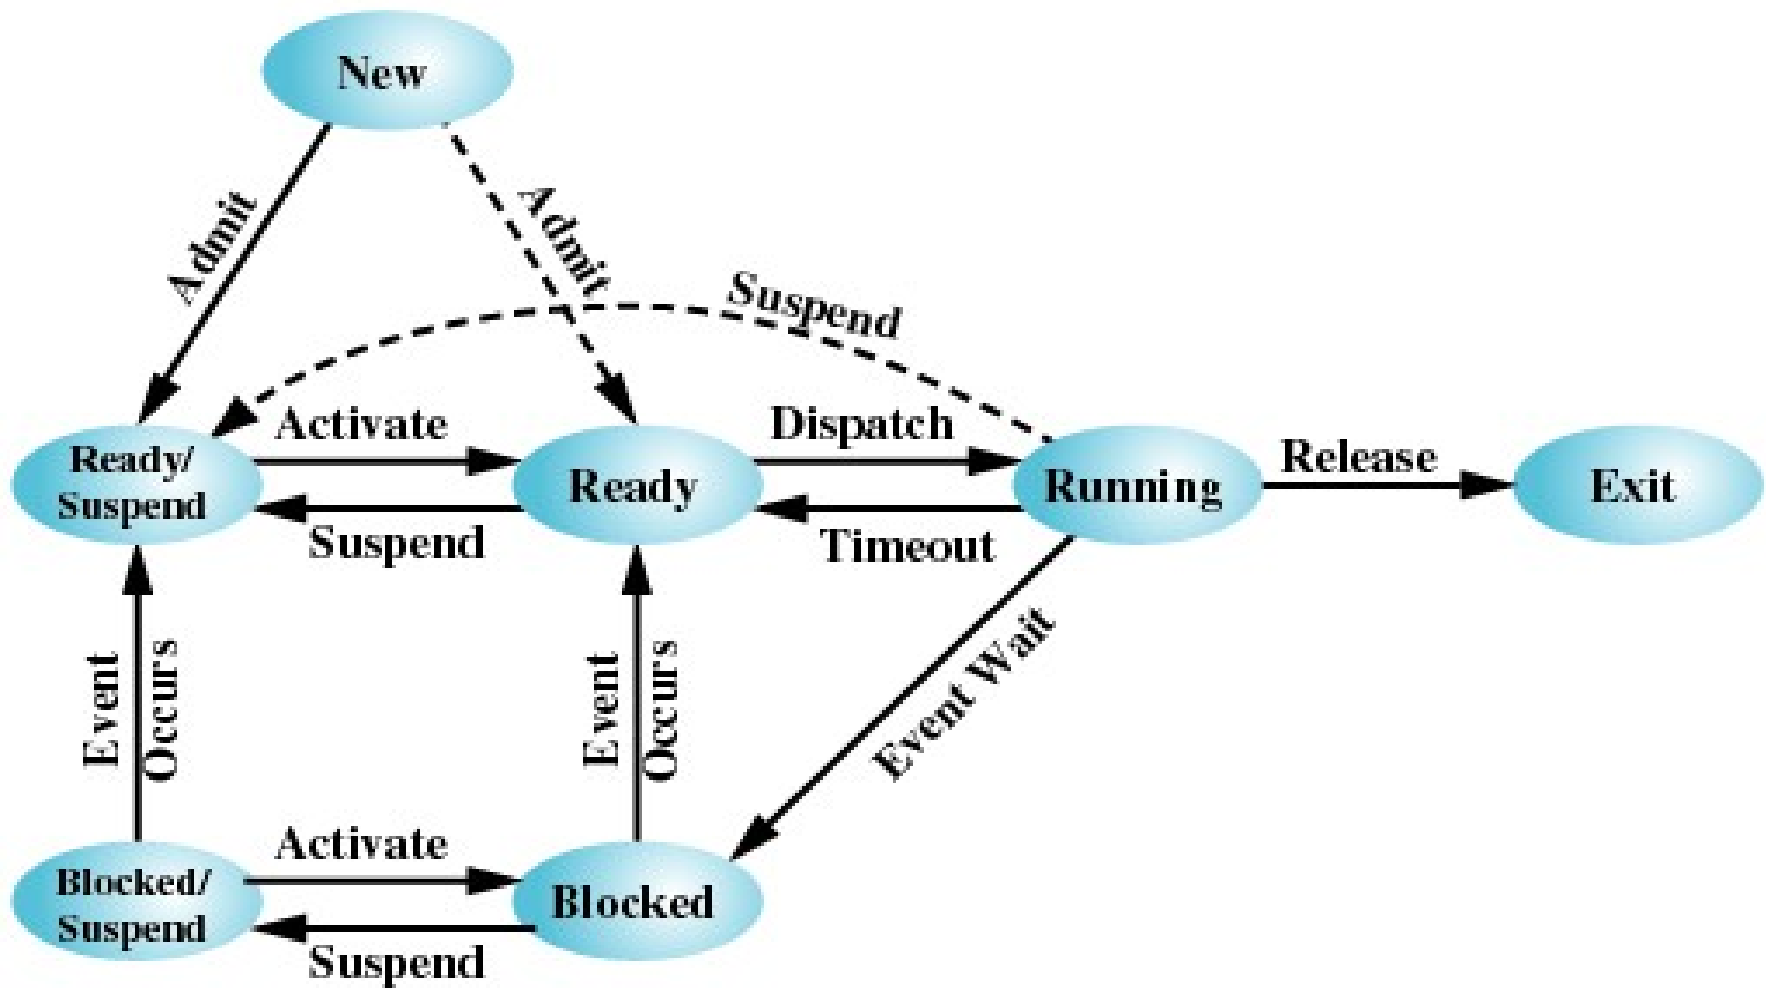 New
Admit
Admit
Suspend
Activate
Dispatch
Ready/
Suspend
Ready
Running
Release
Exit
Suspend
Timeout
Event
Occurs
Event
Occurs
Event Wait
Activate
Blocked/
Suspend
Blocked
Suspend